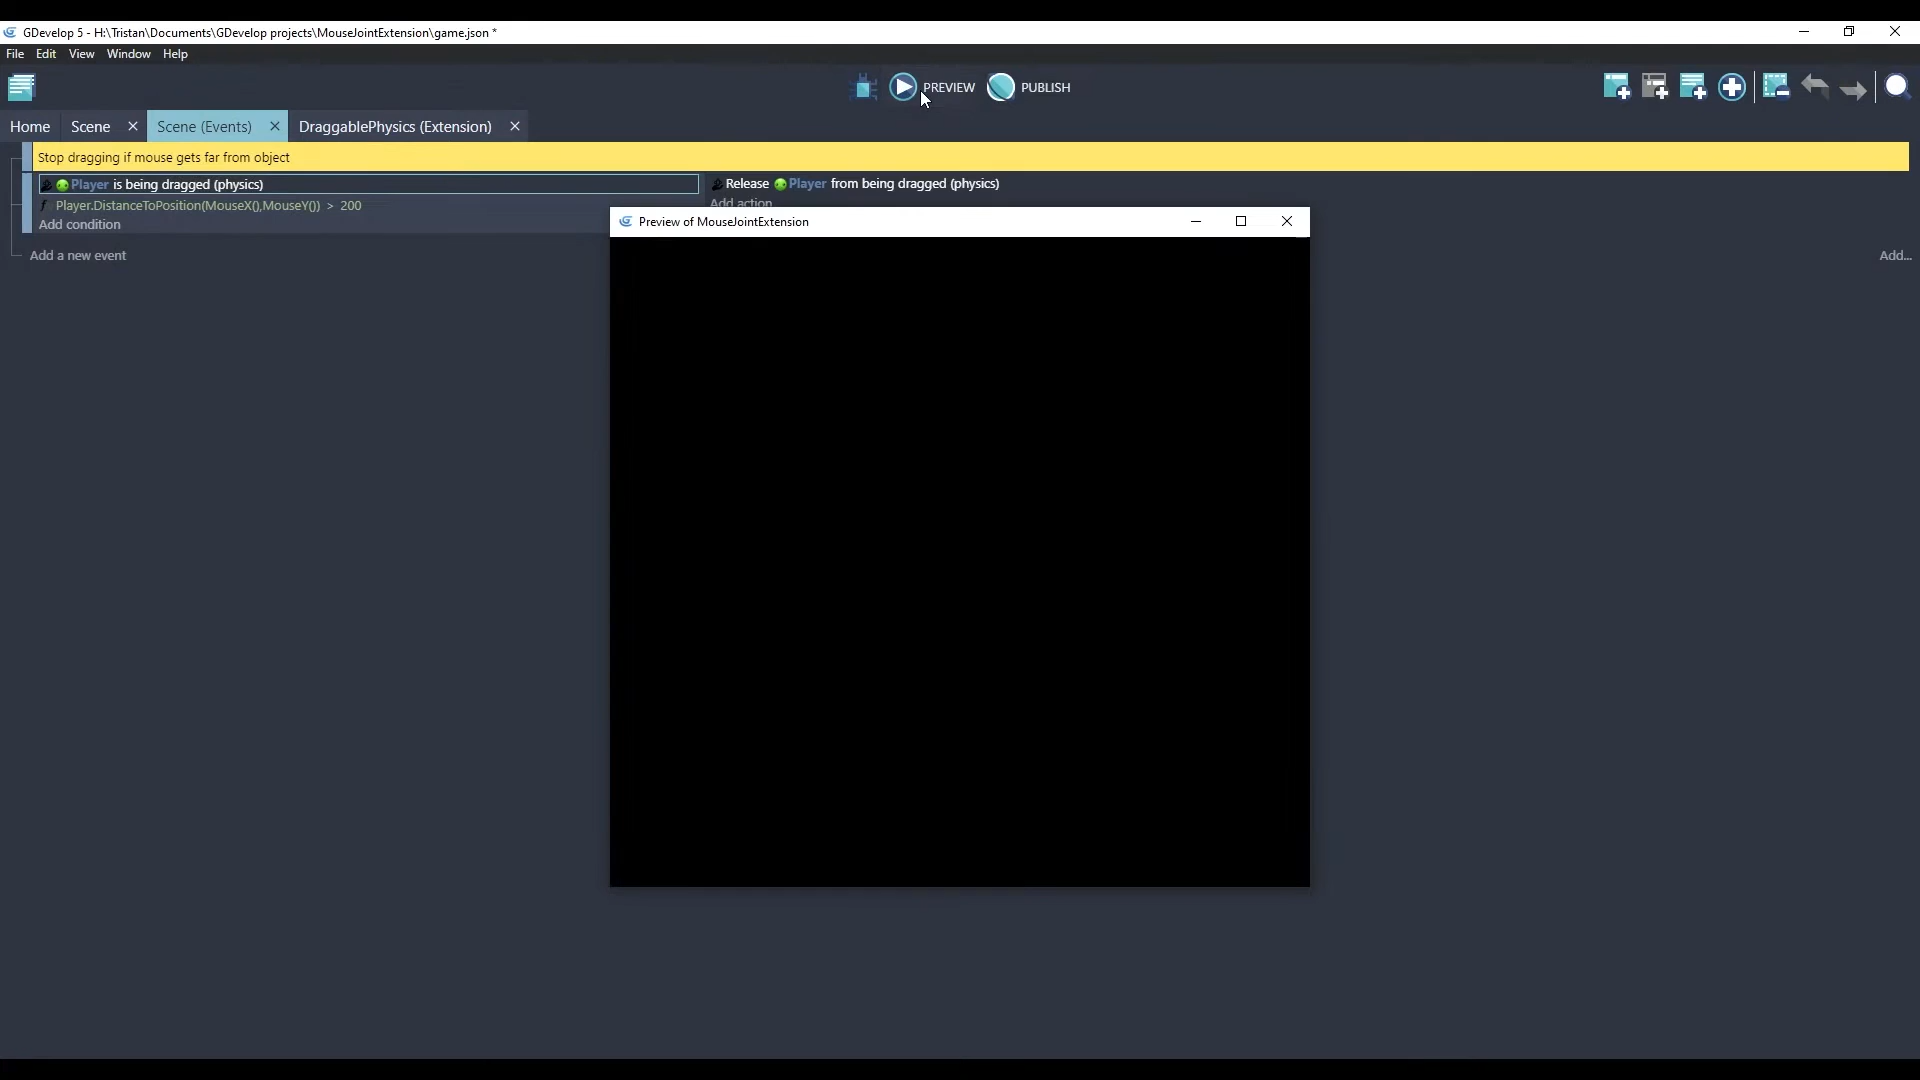 GDevelop 5 - H:\Tristan\Documents\GDevelop projects\MouseJointExtension\game.json *
File Edit View Window Help
PREVIEW PUBLISH
Home Scene Scene (Events) DraggablePhysics (Extension)
Stop dragging if mouse gets far from object
Player is being dragged (physics)
Release Player from being dragged (physics)
Player.DistanceToPosition(MouseX(),MouseY()) > 200
Add action
Add condition
Preview of MouseJointExtension
Add a new event
Add...